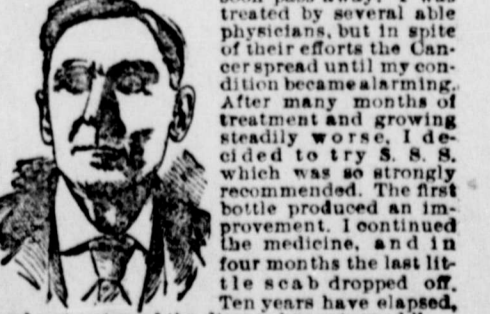 treated by several able
physicians, but in spite
of their efforts the Can-
cer spread until my con-
dition became alarming.
After many months of
treatment and growing
steadily worse, I de-
cided to try S. S. S.
which was so strongly
recommended. The first
bottle produced an im-
provement. I continued
the medicine, and in
four months the last lit-
tle scab dropped off.
Ten years have elapsed,